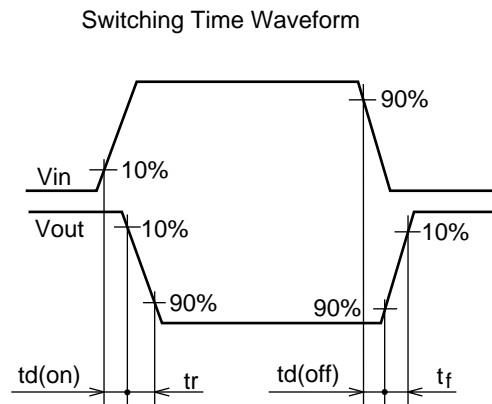 Switching Time Waveform
90%
Vin
10%
Vout
10%
10%
90%
90%
td(on)
tr
td(off)
tf